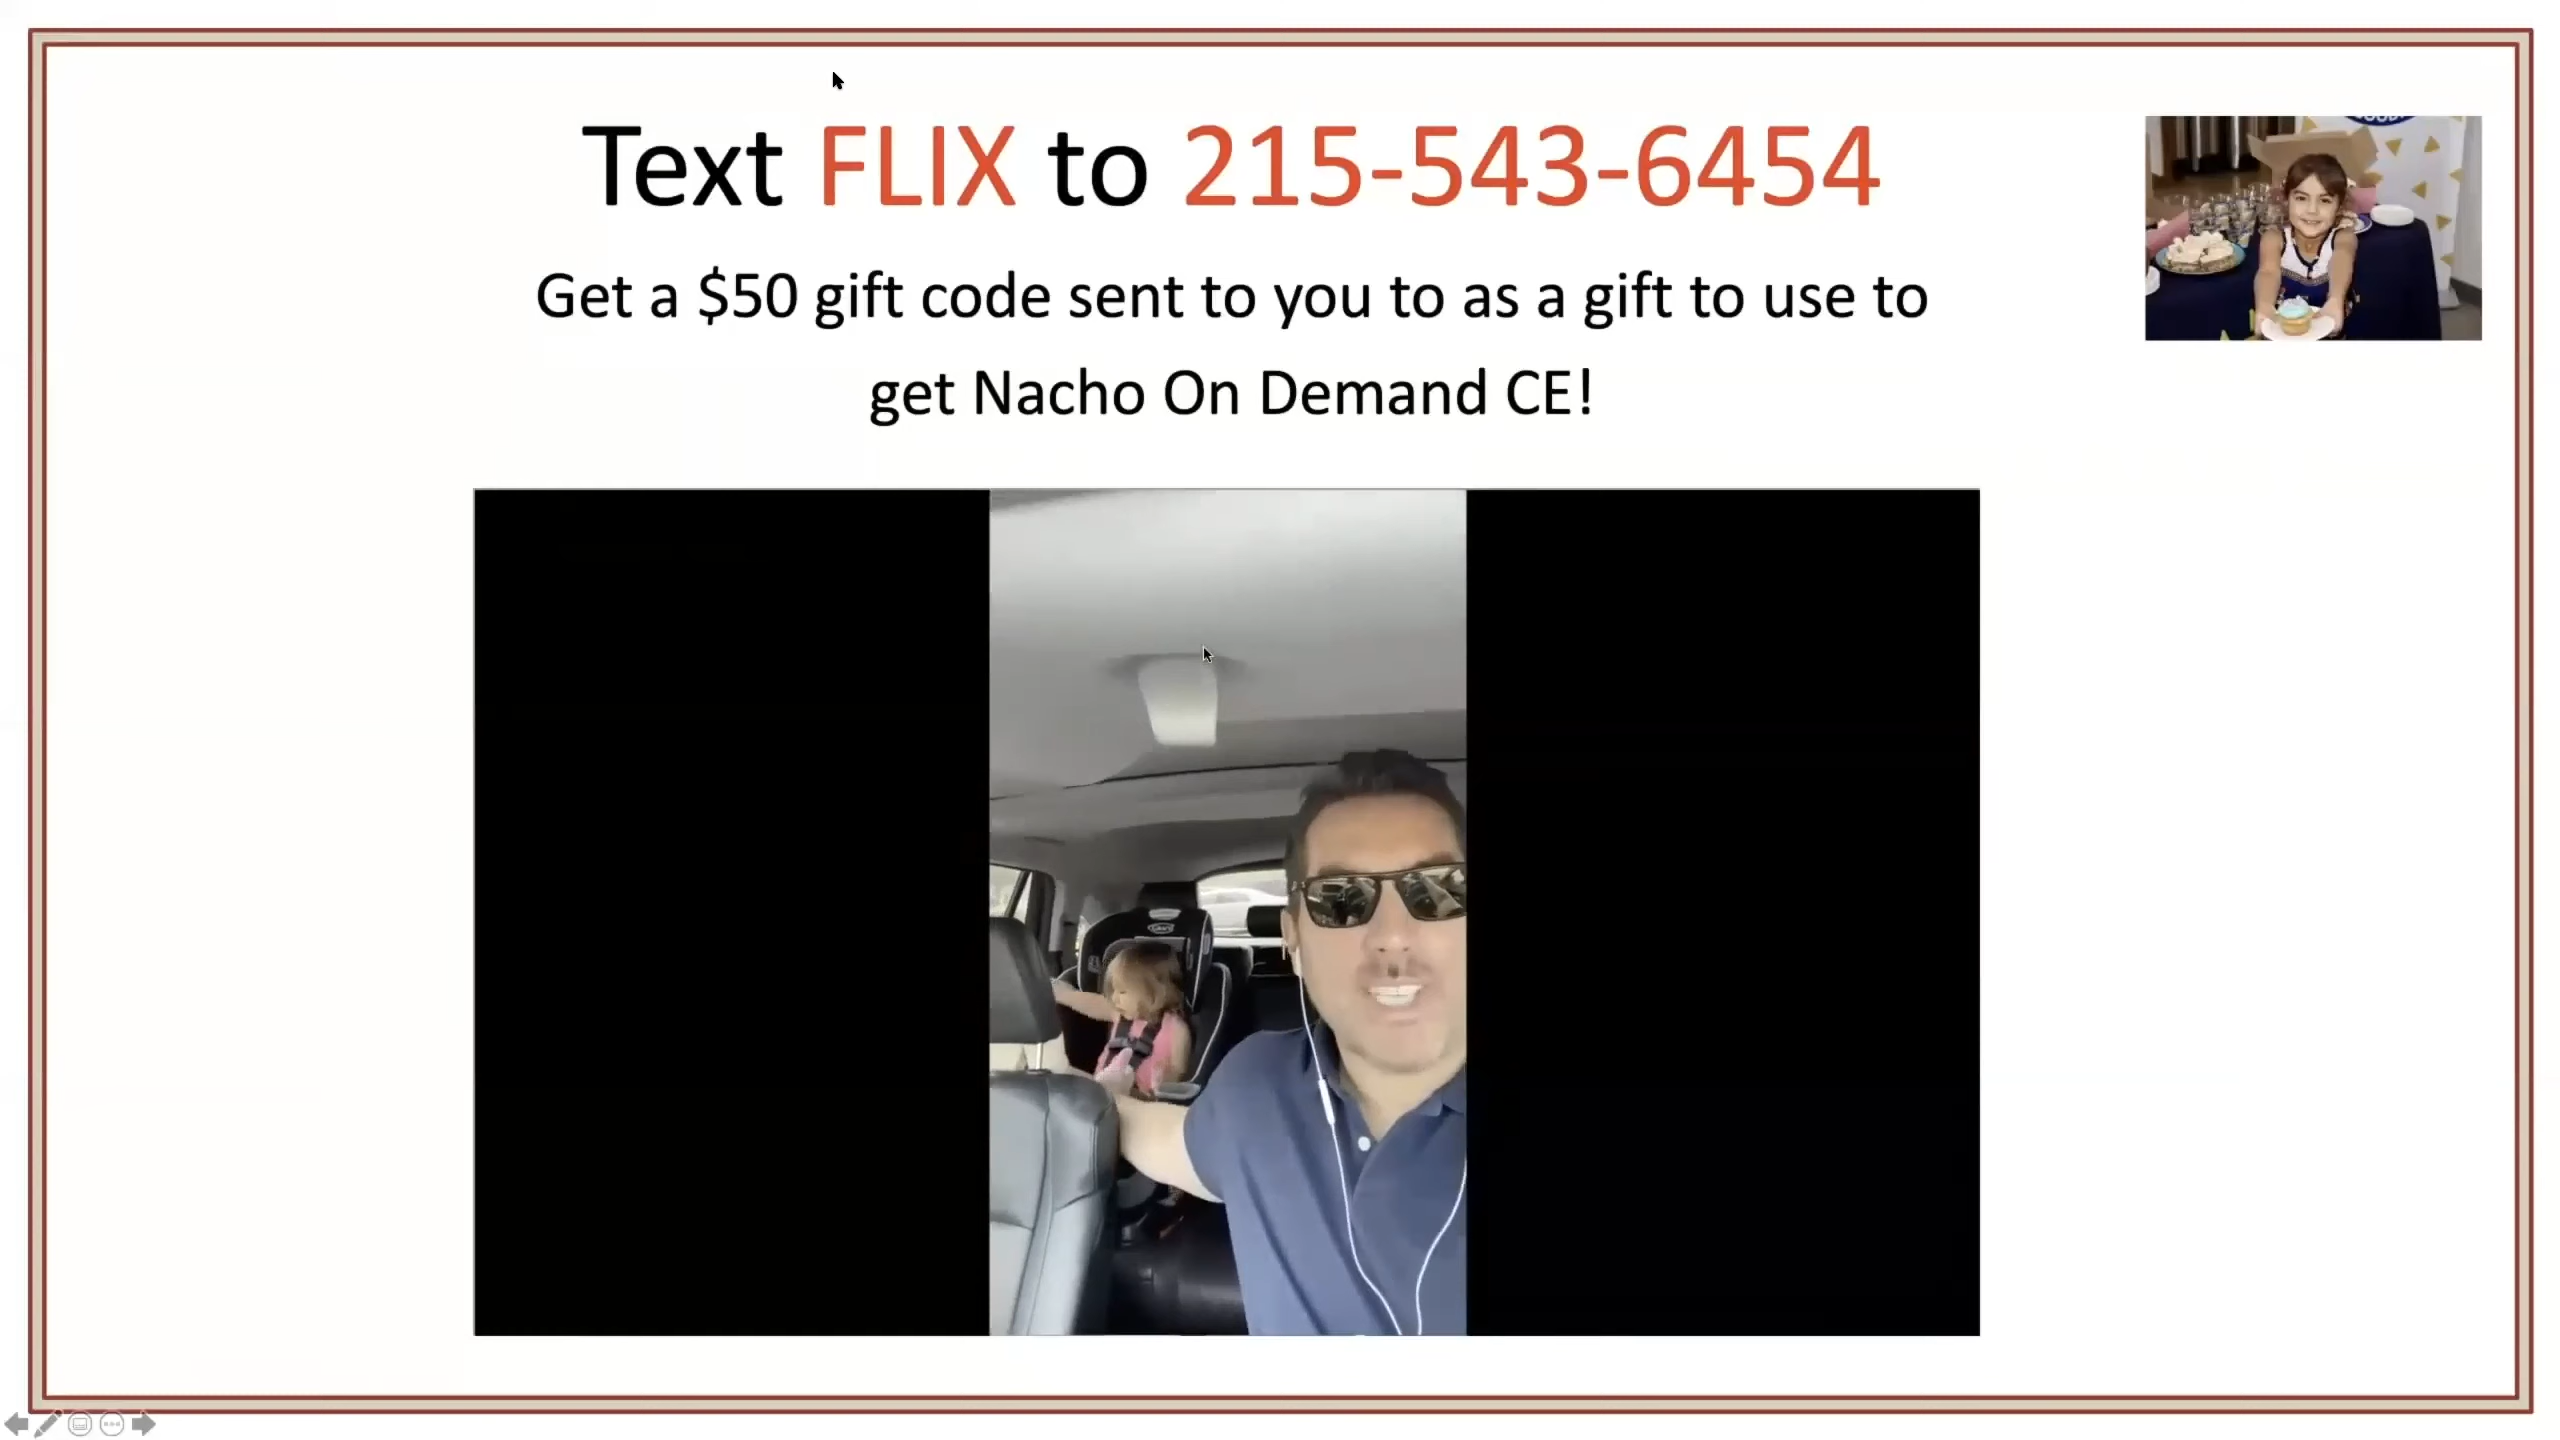 Text FLIX to 215-543-6454
Get a $50 gift code sent to you to as a gift to use to
get Nacho On Demand CE!